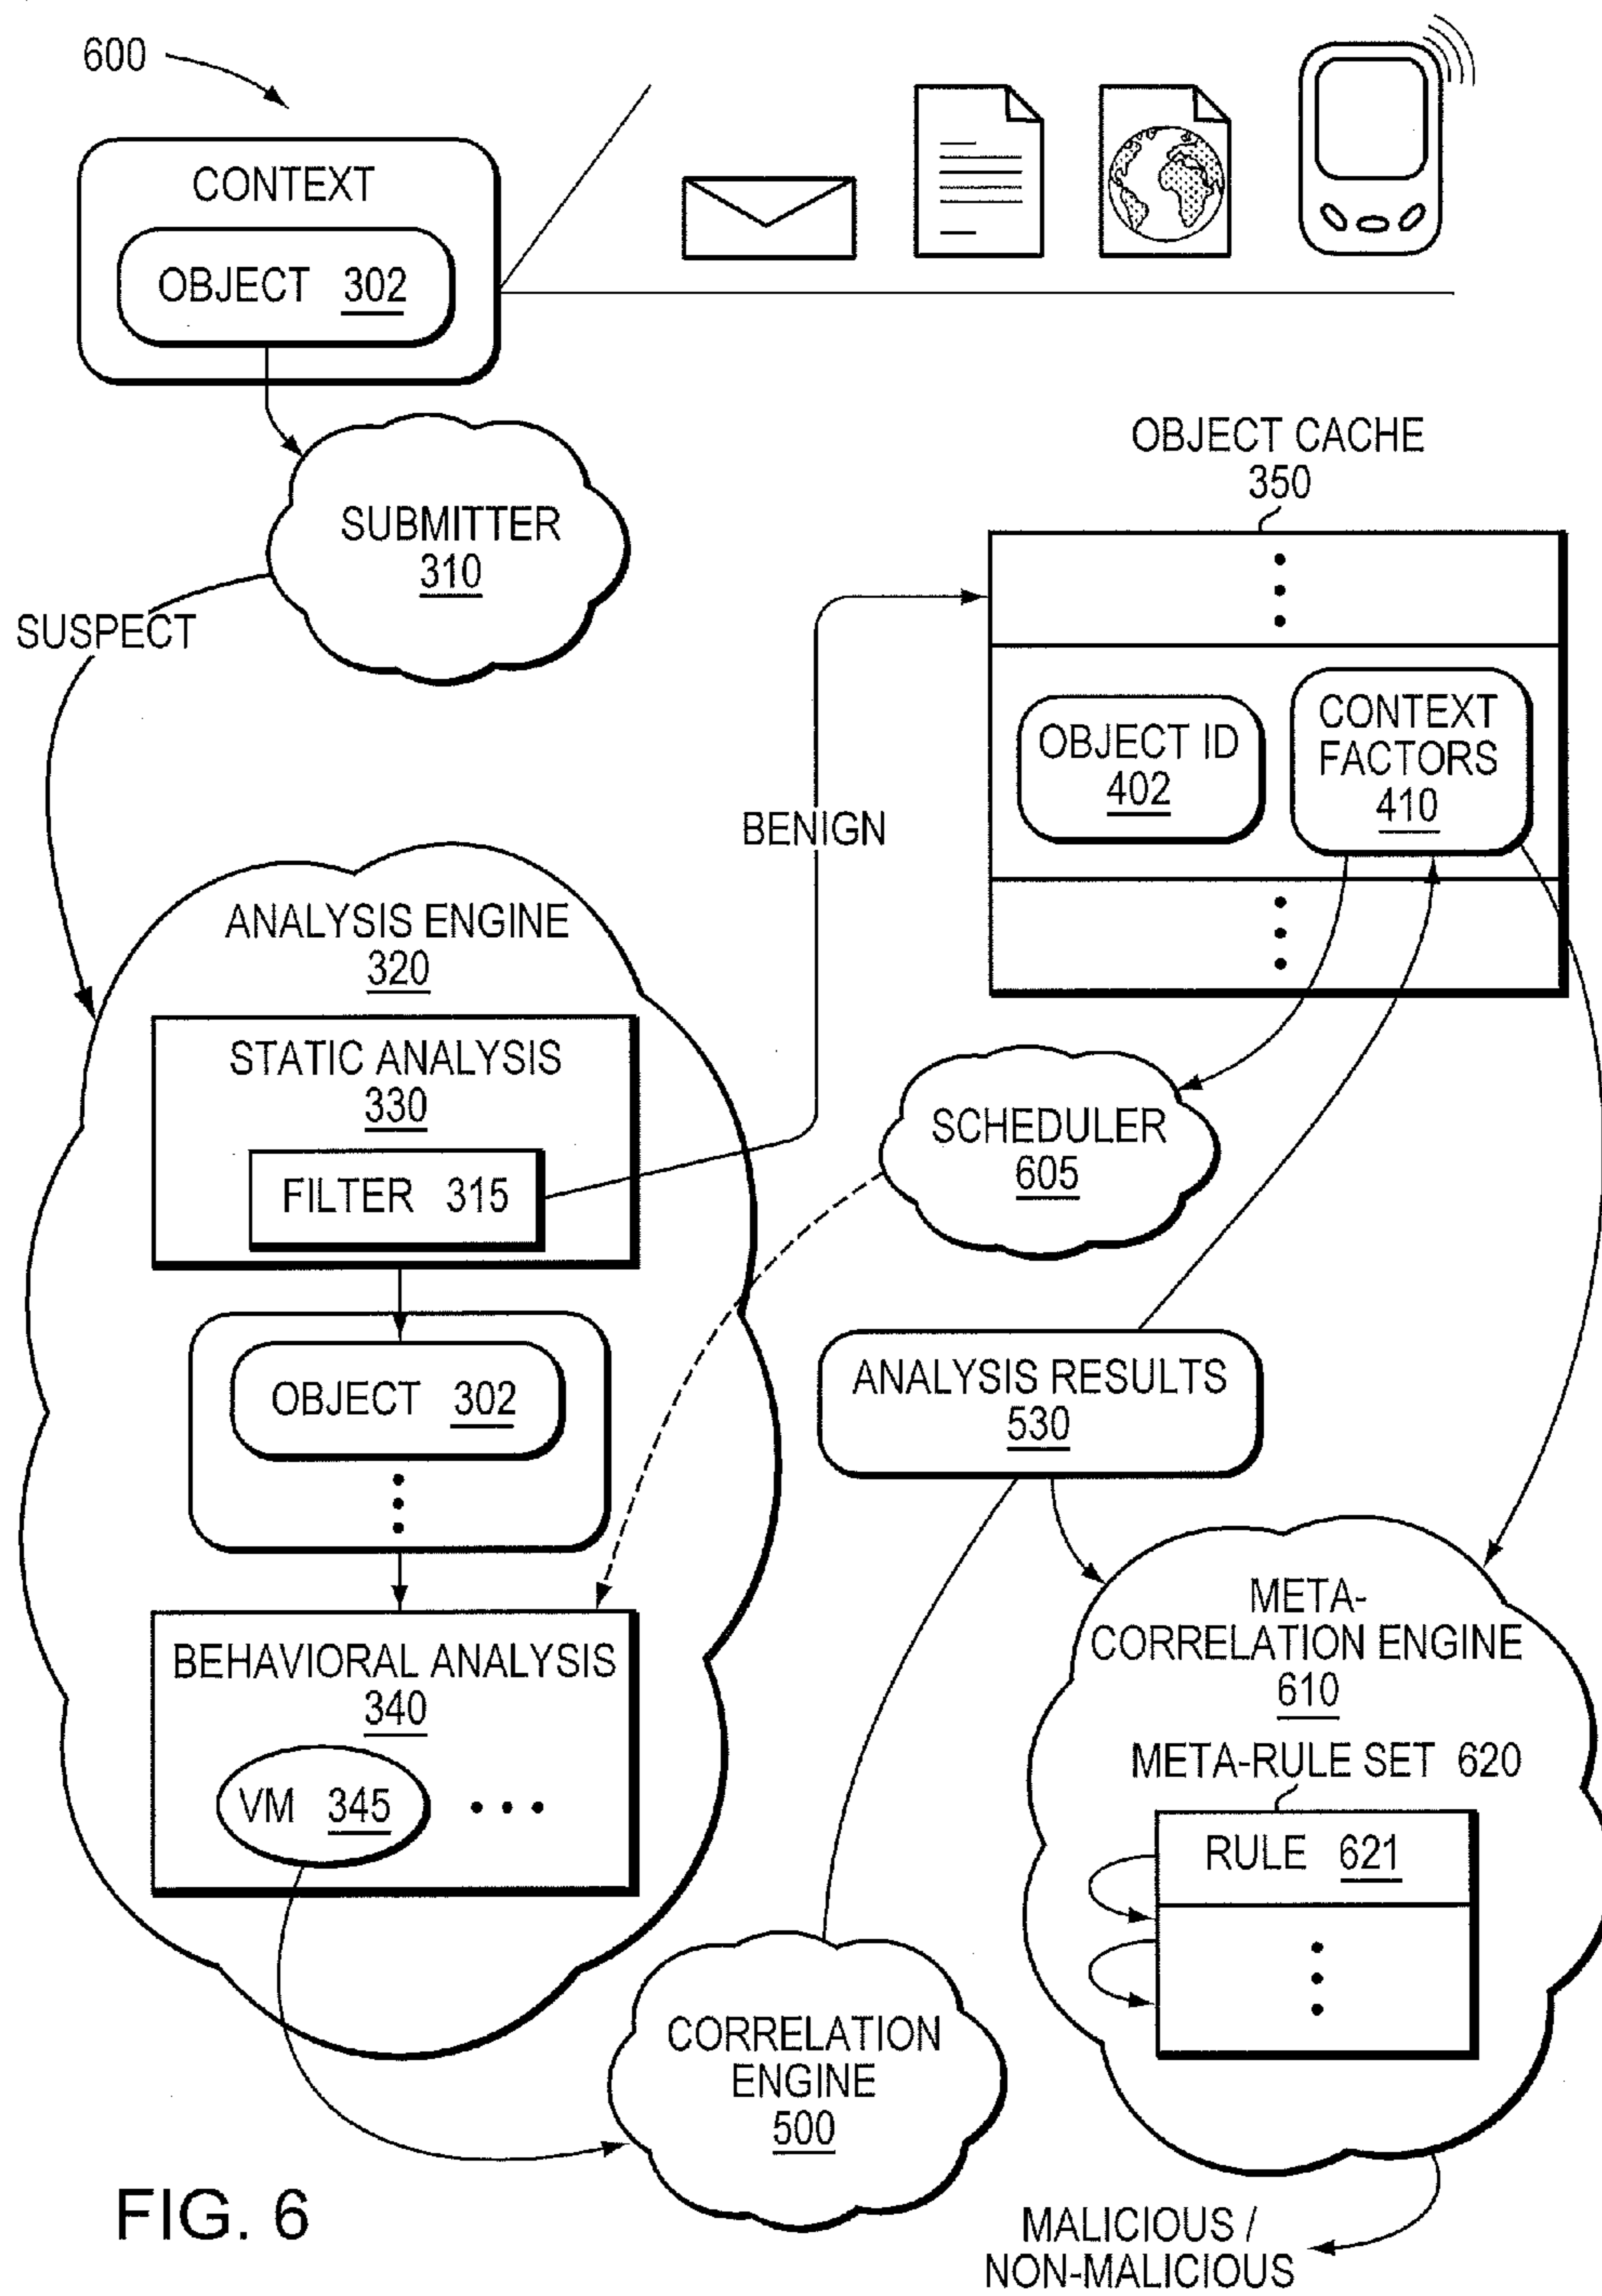 600
CONTEXT
OBJECT 302
SUBMITTER
310
SUSPECT
OBJECT CACHE
350
OBJECT ID
402
CONTEXT
FACTORS
410
BENIGN
ANALYSIS ENGINE
320
STATIC ANALYSIS
330
FILTER 315
SCHEDULER
605
OBJECT 302
ANALYSIS RESULTS
530
BEHAVIORAL ANALYSIS
340
VM 345
META-
CORRELATION ENGINE
610
META-RULE SET 620
RULE 621
CORRELATION
ENGINE
500
MALICIOUS /
NON-MALICIOUS
FIG. 6